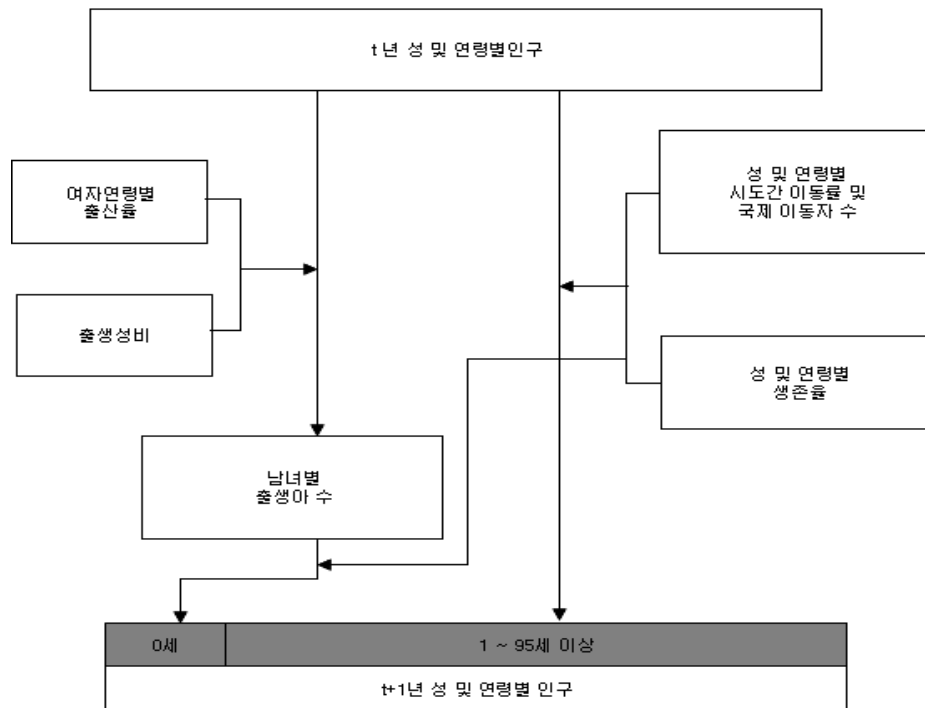 t 년 성 및 연령별인구
여자연령별
출산율
성 및 연령별
시도간 이동률 및
국제 이동자 수
출생성비
성 및 연령별
생존율
남녀별
출생아 수
0세
1 ~ 95세 이상
t+1년 성 및 연령별 인구